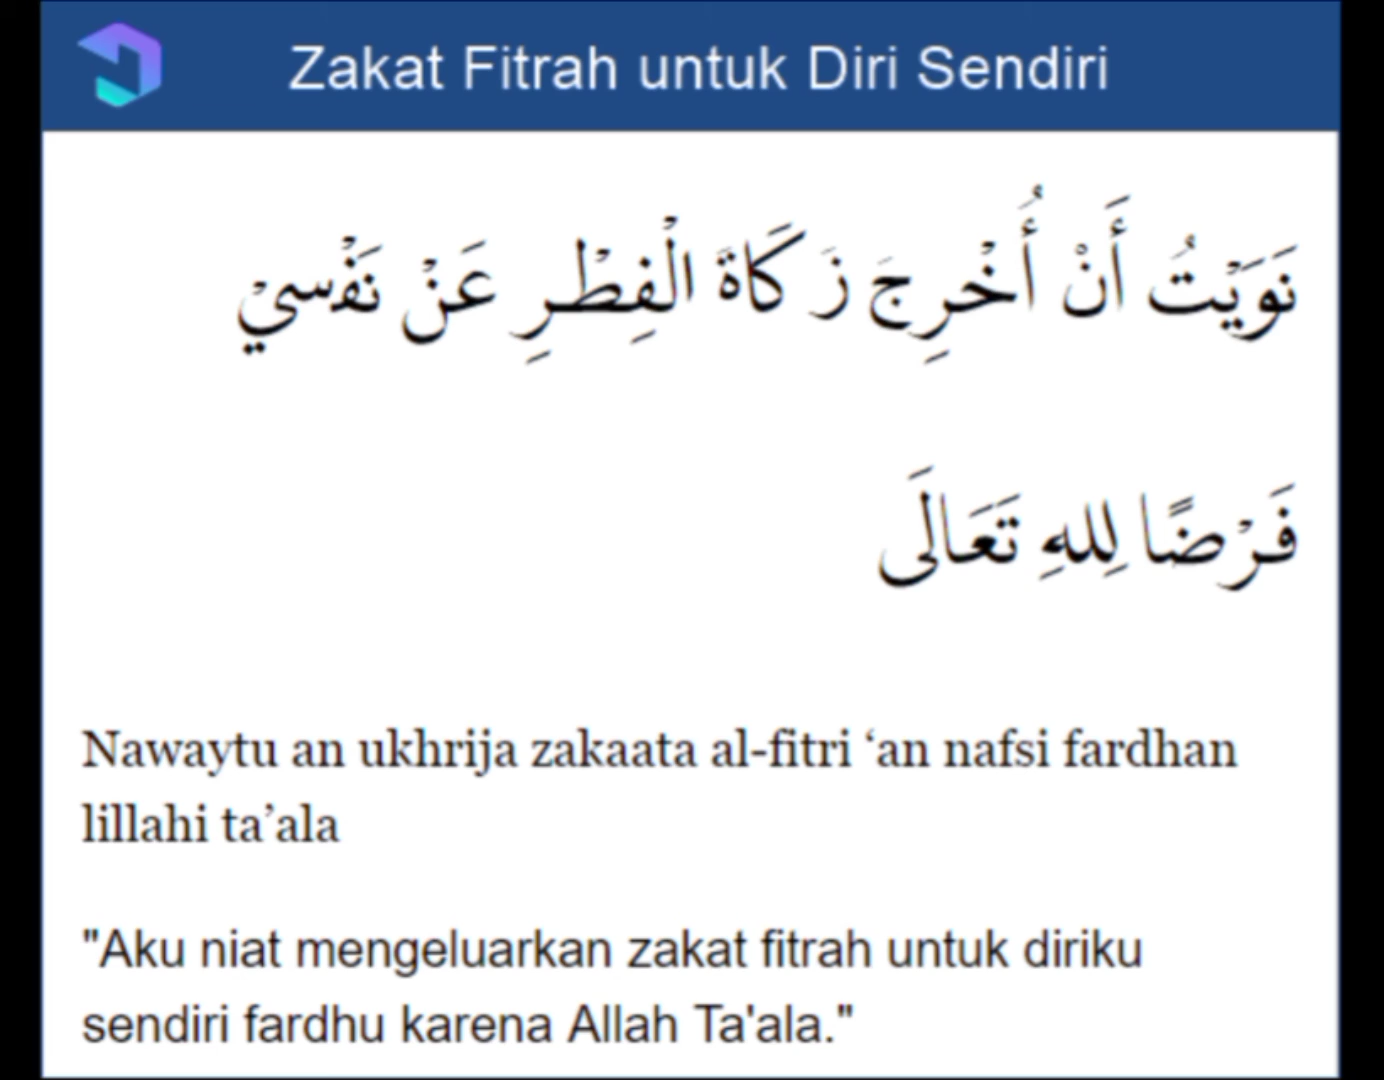 Zakat Fitrah untuk Diri Sendiri
نَوَيْتُ أَنْ أُخْرِجَ زَكَاةَ الْفِطْرِ عَنْ نَفْسِيْ
فَرْضًا لِلهِ تَعَالَى
Nawaytu an ukhrija zakaata al-fitri ‘an nafsi fardhan
lillahi ta’ala
"Aku niat mengeluarkan zakat fitrah untuk diriku
sendiri fardhu karena Allah Ta'ala."